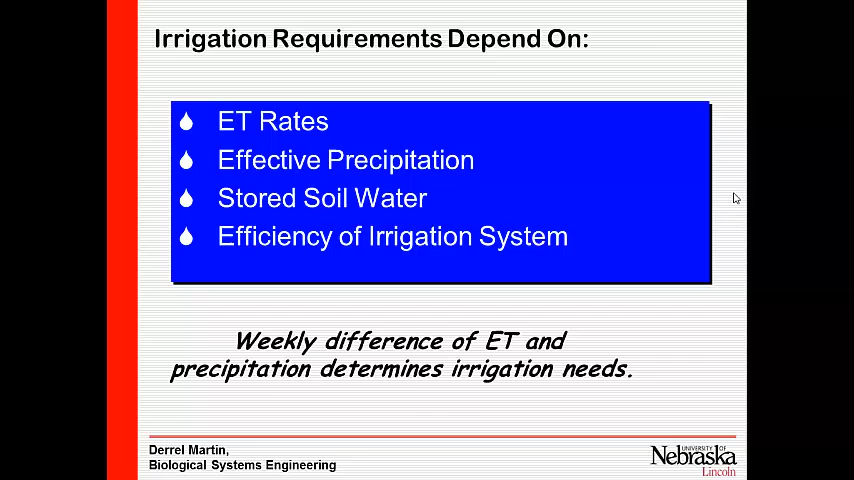 Irrigation Requirements Depend On:
ET Rates
Effective Precipitation
Stored Soil Water
Efficiency of Irrigation System
Weekly difference of ET and
precipitation determines irrigation needs.
Derrel Martin,
Biological Systems Engineering
UNIVERSITY OF
Nebraska
Lincoln